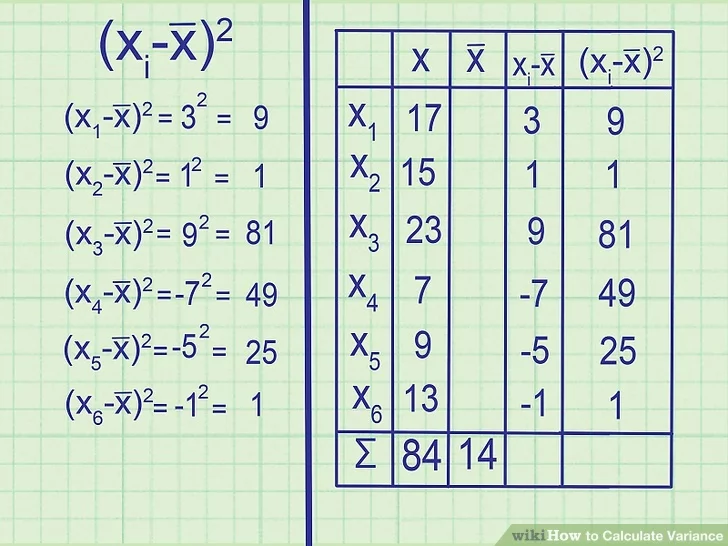 (xᵢ-x̅)²
(x₁-x̅)² = 3² = 9
(x₂-x̅)² = 1² = 1
(x₃-x̅)² = 9² = 81
(x₄-x̅)² = -7² = 49
(x₅-x̅)² = -5² = 25
(x₆-x̅)² = -1² = 1
x x̅ xᵢ-x̅ (xᵢ-x̅)²
x₁ 17 3 9
x₂ 15 1 1
x₃ 23 9 81
x₄ 7 -7 49
x₅ 9 -5 25
x₆ 13 -1 1
Σ 84 14
wikiHow to Calculate Variance